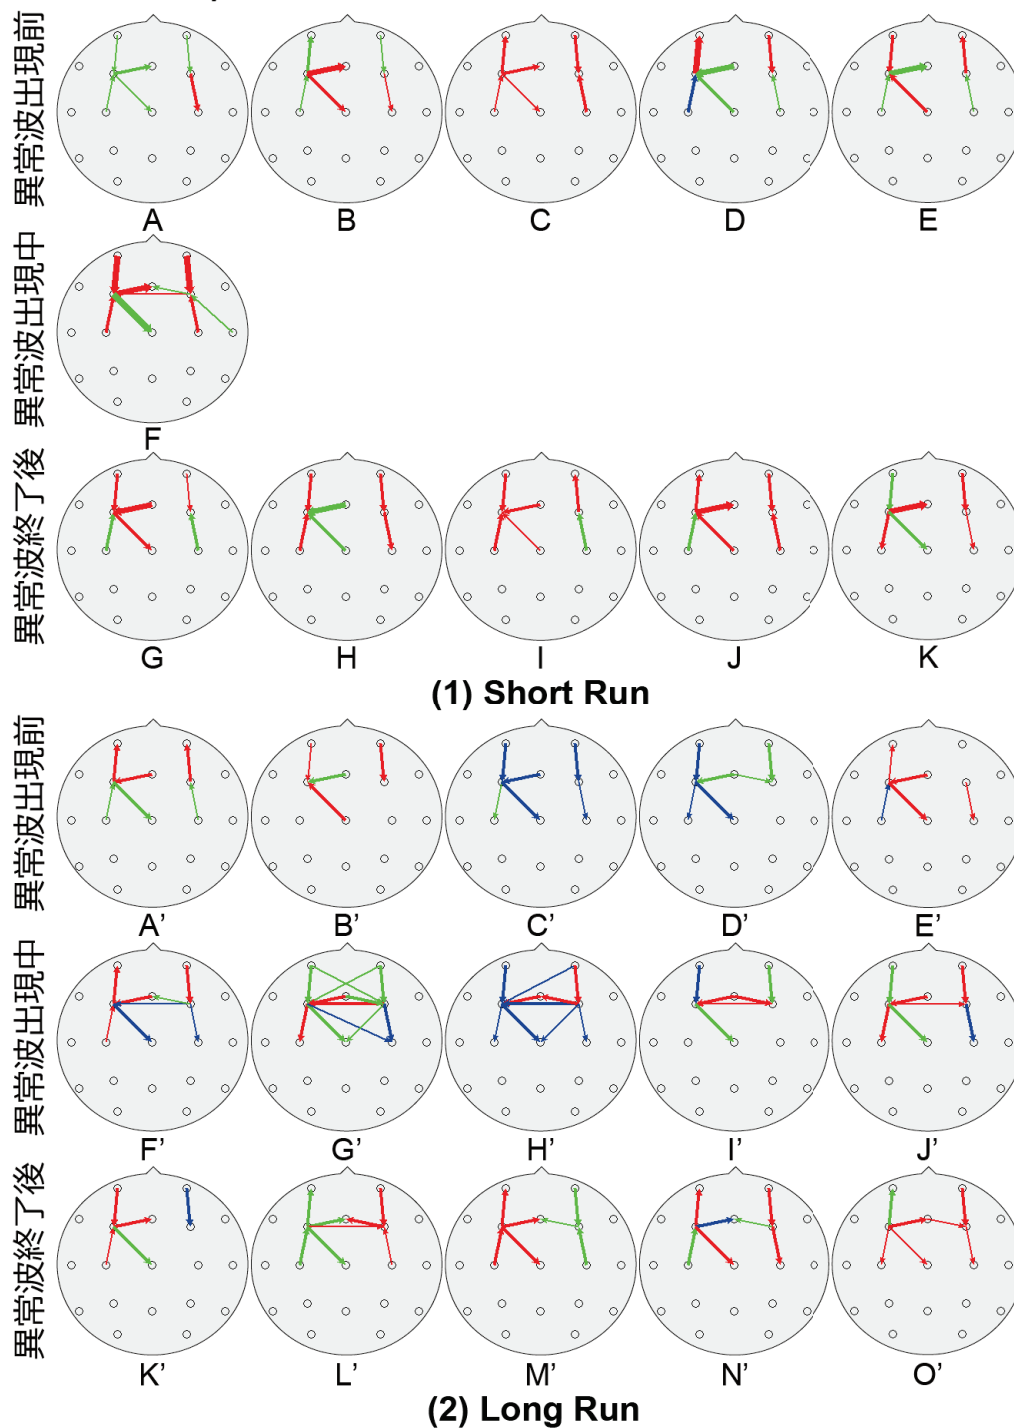 異常波出現前
A B C D E
異常波出現中
F
異常波終了後
G H I J K
(1) Short Run
異常波出現前
A' B' C' D' E'
異常波出現中
F' G' H' I' J'
異常波終了後
K' L' M' N' O'
(2) Long Run